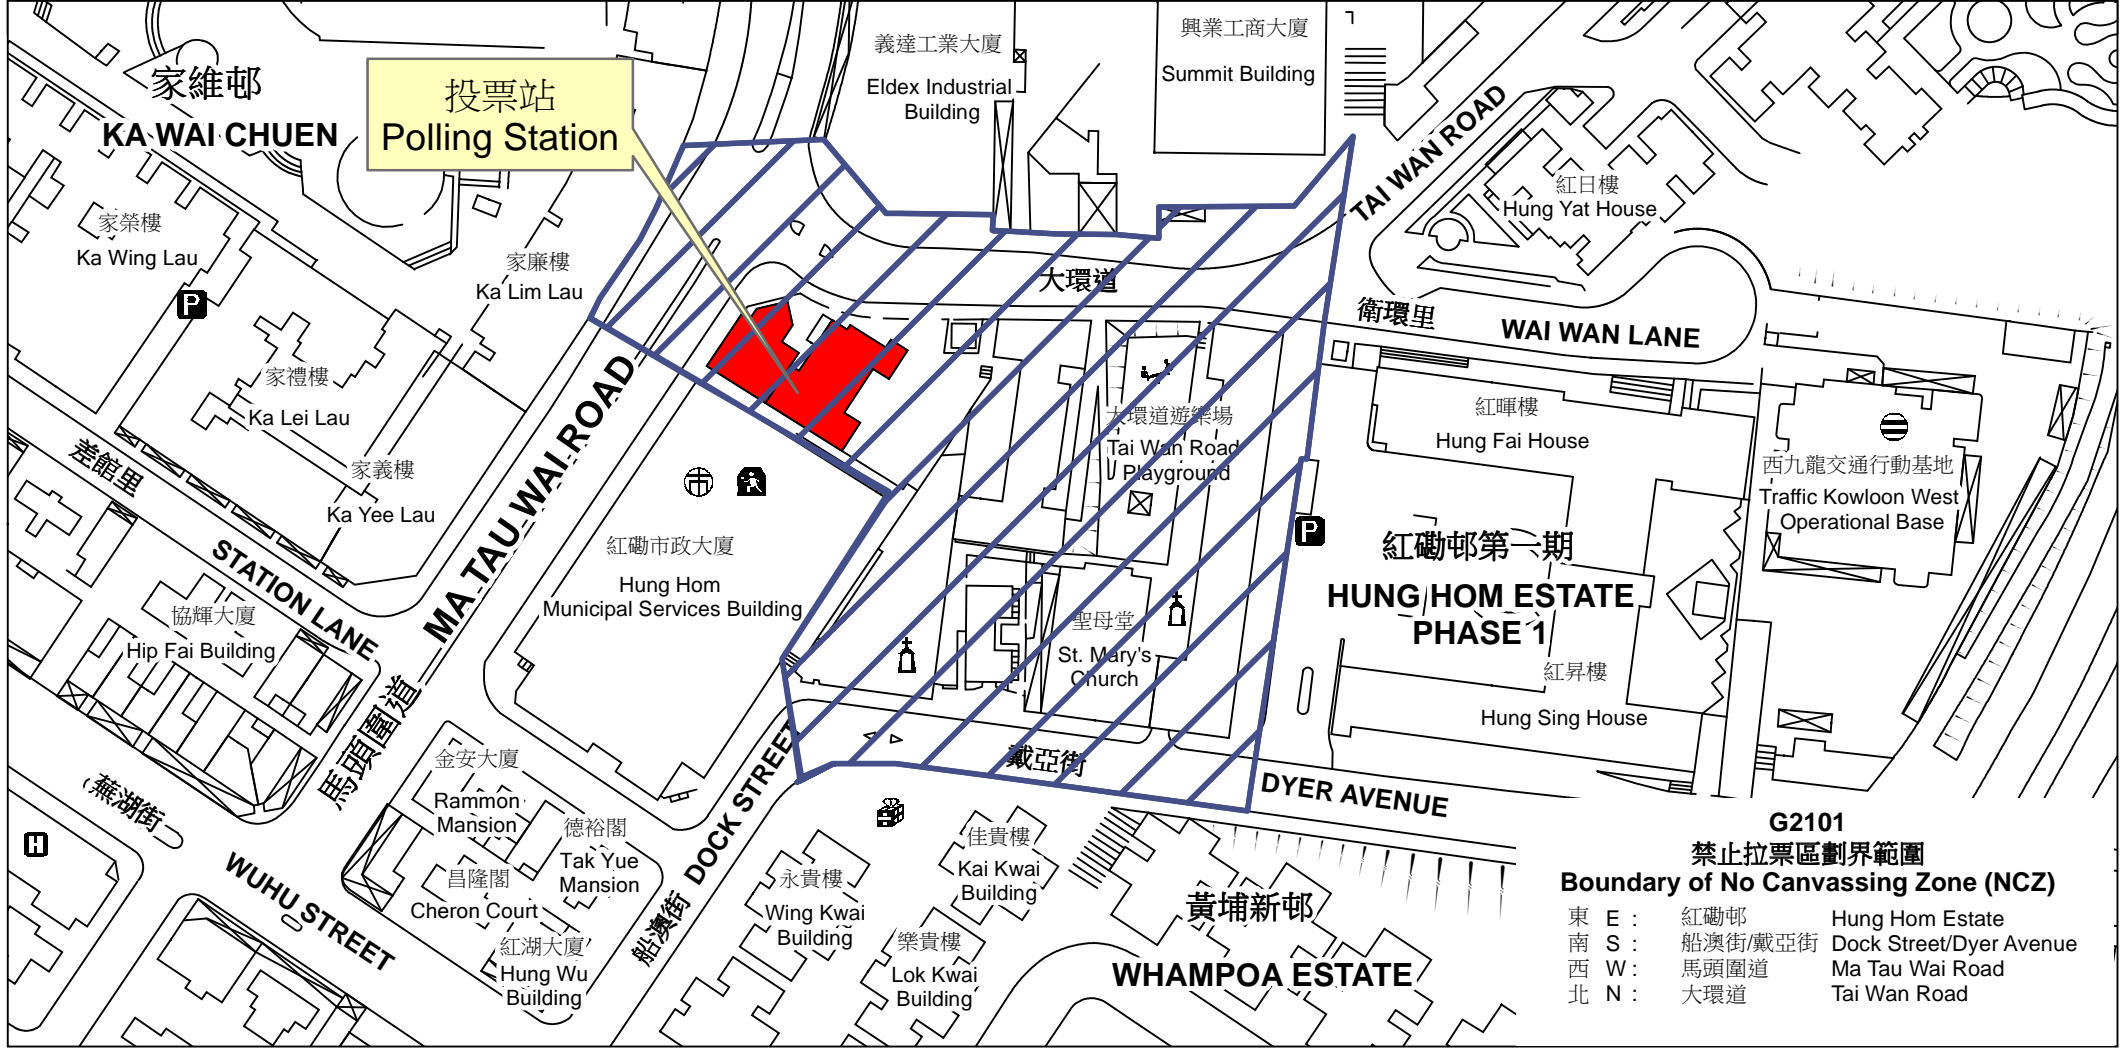 義達工業大廈
Eldex Industrial
Building
興業工商大廈
Summit Building
家維邨
KA WAI CHUEN
投票站
Polling Station
TAI WAN ROAD
紅日樓
Hung Yat House
家榮樓
Ka Wing Lau
P
家廉樓
Ka Lim Lau
大環道
衛環里
WAI WAN LANE
家禮樓
Ka Lei Lau
家義樓
Ka Yee Lau
差館里
STATION LANE
MA TAU WAI ROAD
馬頭圍道
大環道遊樂場
Tai Wan Road
Playground
紅暉樓
Hung Fai House
西九龍交通行動基地
Traffic Kowloon West
Operational Base
P
紅磡市政大廈
Hung Hom
Municipal Services Building
紅磡邨第一期
HUNG HOM ESTATE
PHASE 1
協輝大廈
Hip Fai Building
聖母堂
St. Mary's
Church
紅昇樓
Hung Sing House
戴亞街
DYER AVENUE
蕪湖街
WUHU STREET
H
金安大廈
Rammon
Mansion
德裕閣
Tak Yue
Mansion
昌隆閣
Cheron Court
紅湖大廈
Hung Wu
Building
船澳街 DOCK STREET
永貴樓
Wing Kwai
Building
佳貴樓
Kai Kwai
Building
樂貴樓
Lok Kwai
Building
黃埔新邨
WHAMPOA ESTATE
G2101
禁止拉票區劃界範圍
Boundary of No Canvassing Zone (NCZ)
東 E : 紅磡邨 Hung Hom Estate
南 S : 船澳街/戴亞街 Dock Street/Dyer Avenue
西 W : 馬頭圍道 Ma Tau Wai Road
北 N : 大環道 Tai Wan Road